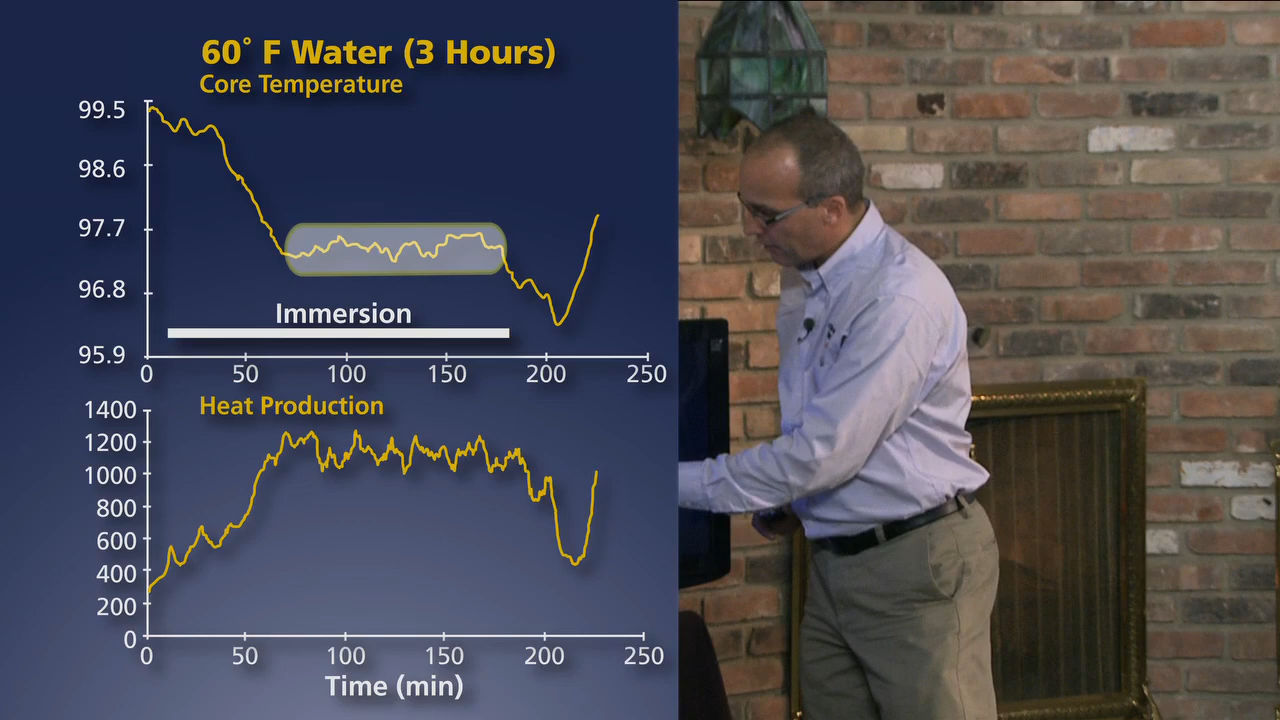 60° F Water (3 Hours)
Core Temperature
99.5
98.6
97.7
96.8
95.9
Immersion
0 50 100 150 200 250
Heat Production
1400
1200
1000
800
600
400
200
0
0 50 100 150 200 250
Time (min)